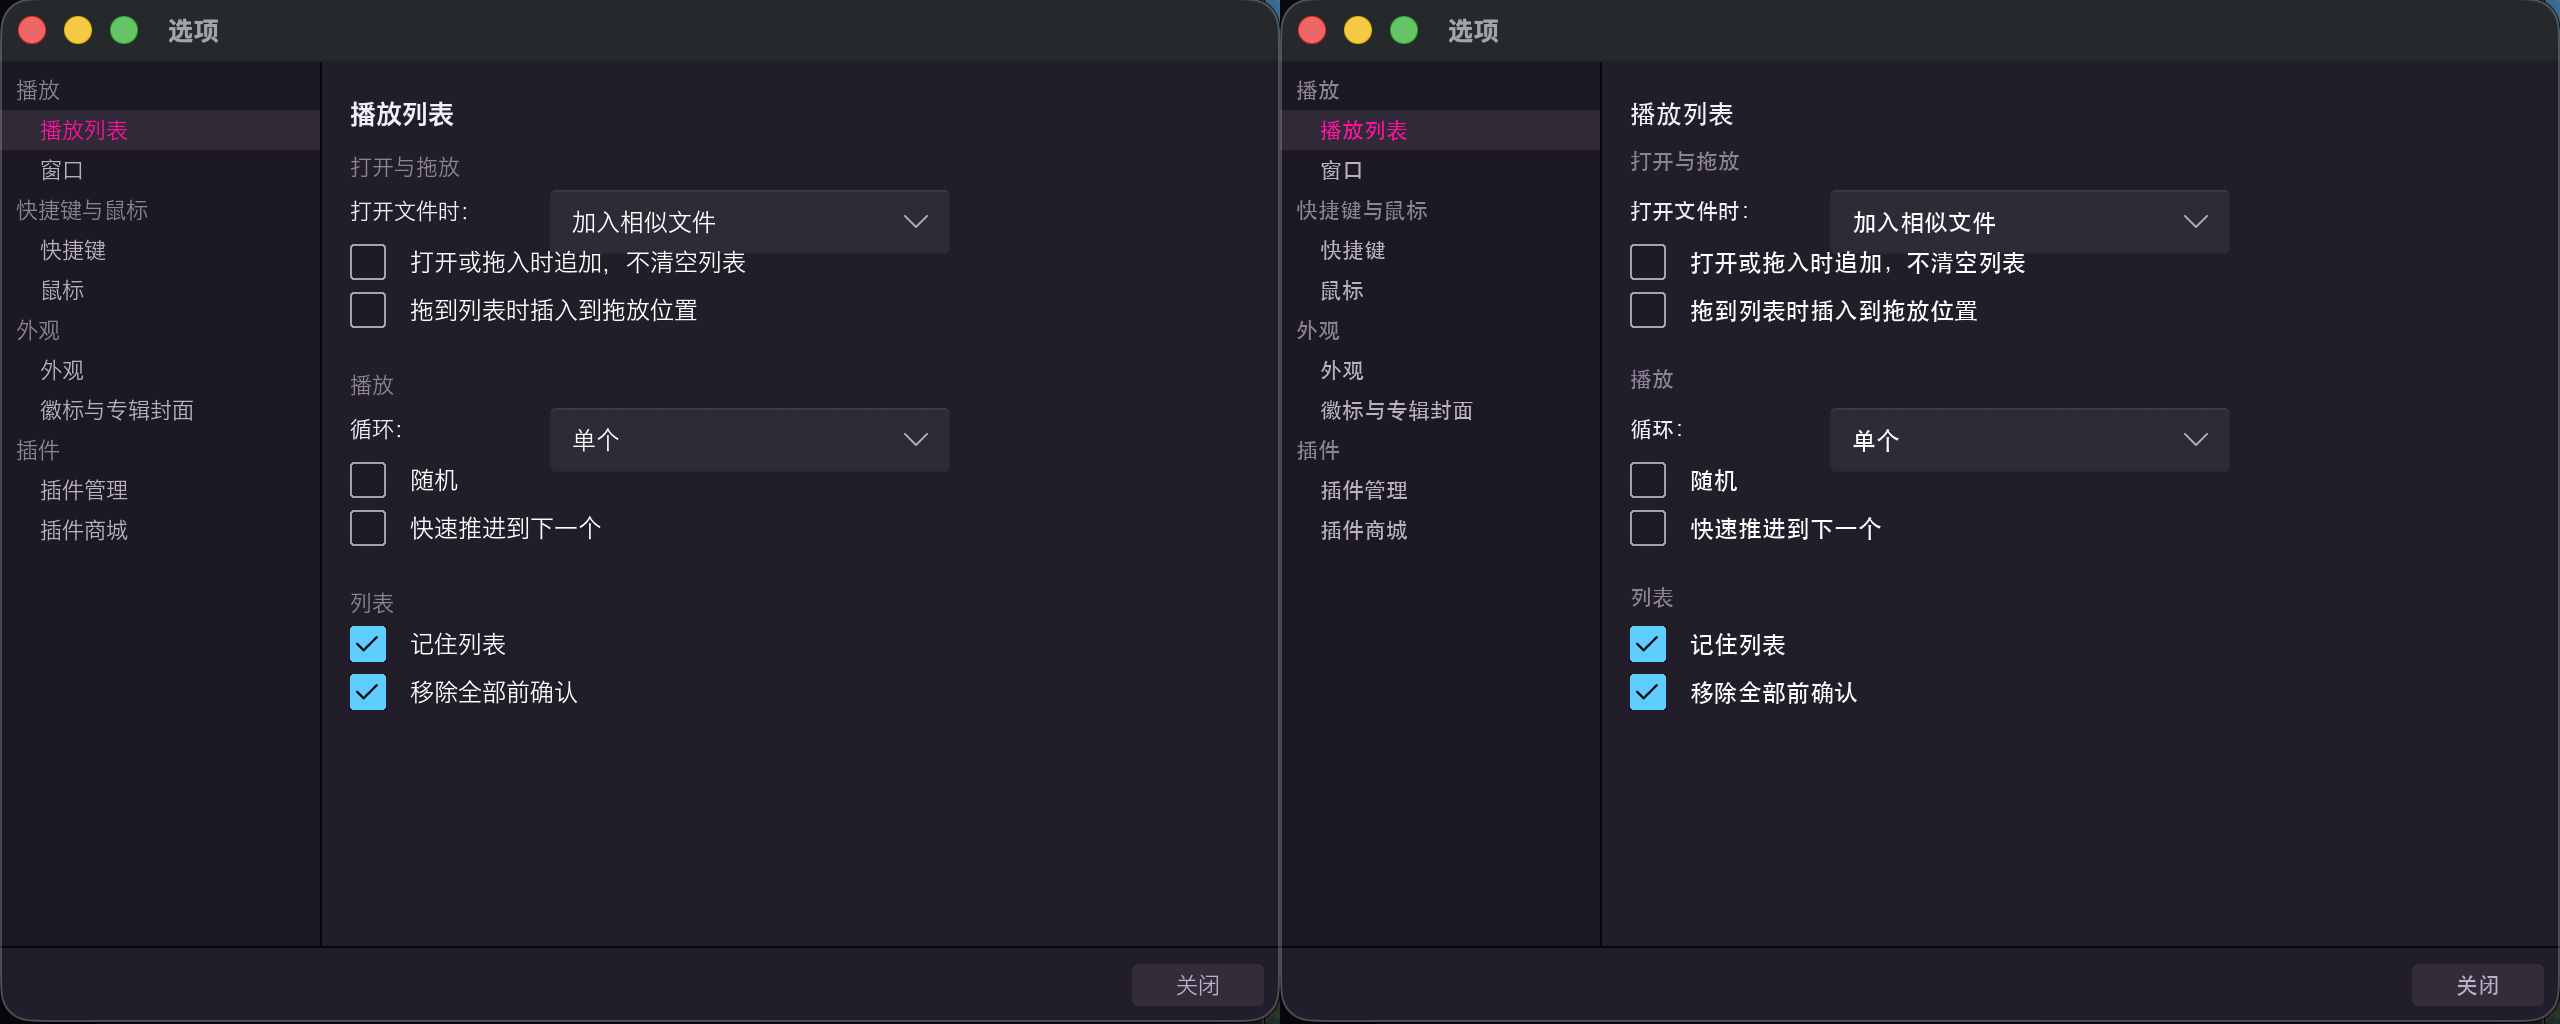 选项
播放
播放列表
窗口
快捷键与鼠标
快捷键
鼠标
外观
外观
徽标与专辑封面
插件
插件管理
插件商城
播放列表
打开与拖放
打开文件时:
加入相似文件
打开或拖入时追加，不清空列表
拖到列表时插入到拖放位置
播放
循环:
单个
随机
快速推进到下一个
列表
记住列表
移除全部前确认
关闭
选项
播放
播放列表
窗口
快捷键与鼠标
快捷键
鼠标
外观
外观
徽标与专辑封面
插件
插件管理
插件商城
播放列表
打开与拖放
打开文件时:
加入相似文件
打开或拖入时追加，不清空列表
拖到列表时插入到拖放位置
播放
循环:
单个
随机
快速推进到下一个
列表
记住列表
移除全部前确认
关闭